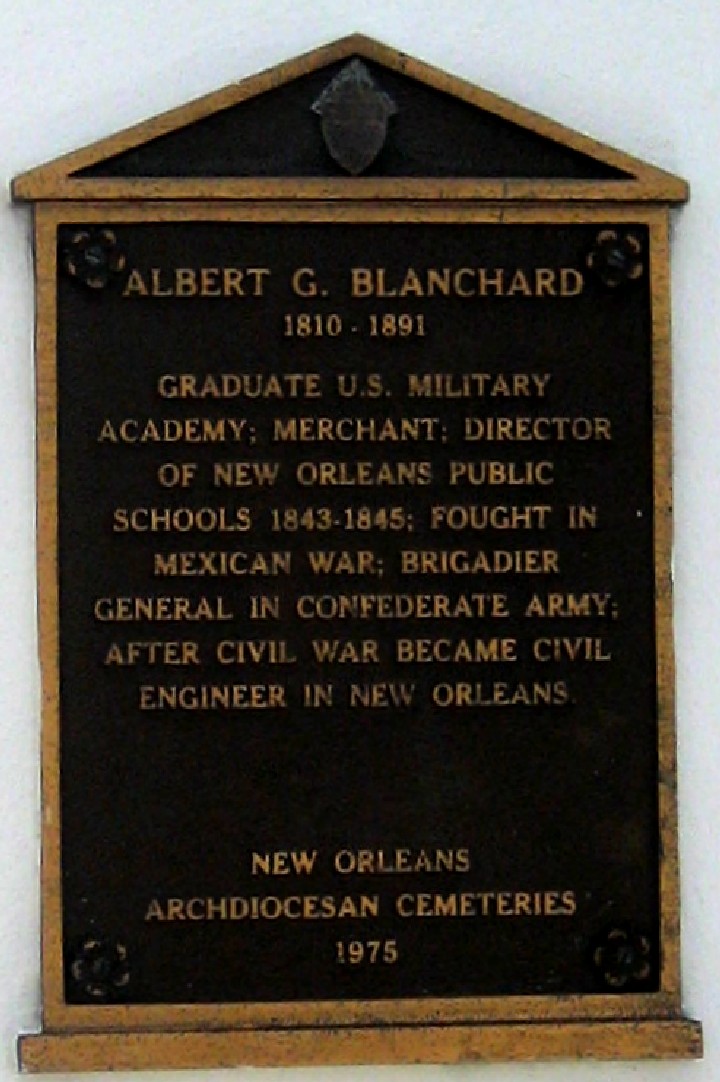 ALBERT G. BLANCHARD
1810 - 1891
GRADUATE U.S. MILITARY
ACADEMY; MERCHANT; DIRECTOR
OF NEW ORLEANS PUBLIC
SCHOOLS 1843-1845; FOUGHT IN
MEXICAN WAR; BRIGADIER
GENERAL IN CONFEDERATE ARMY;
AFTER CIVIL WAR BECAME CIVIL
ENGINEER IN NEW ORLEANS.
NEW ORLEANS
ARCHDIOCESAN CEMETERIES
1975